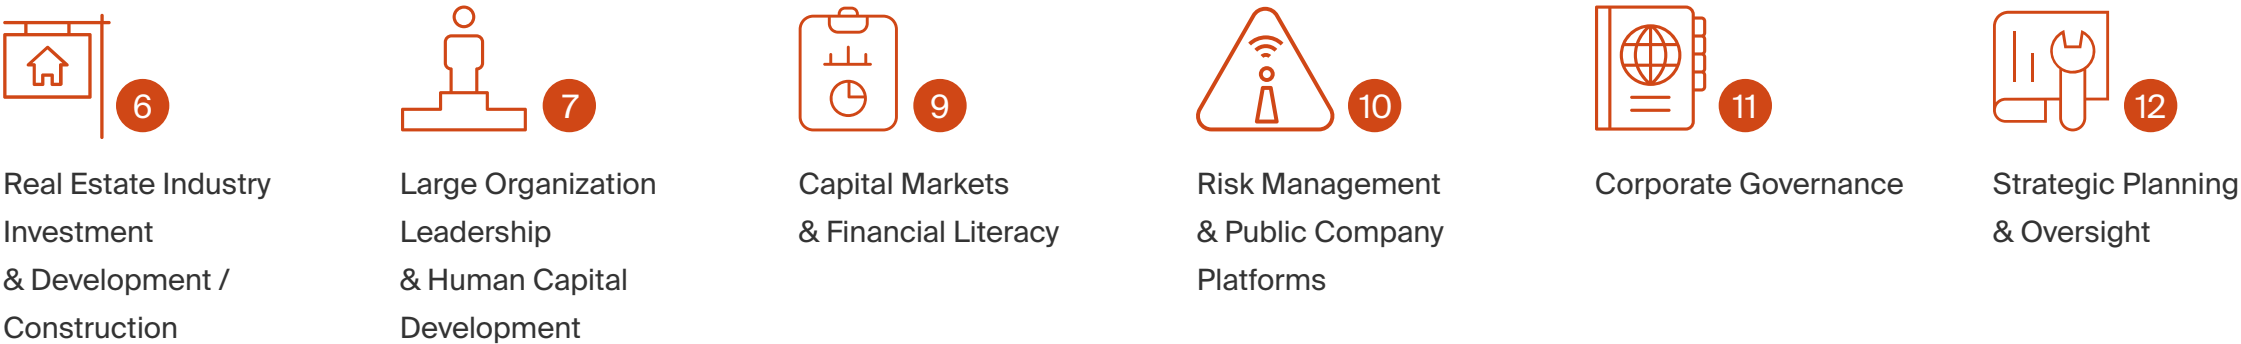 6
Real Estate Industry
Investment
& Development /
Construction
7
Large Organization
Leadership
& Human Capital
Development
9
Capital Markets
& Financial Literacy
10
Risk Management
& Public Company
Platforms
11
Corporate Governance
12
Strategic Planning
& Oversight